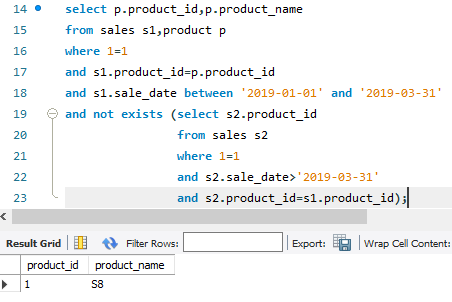 14 select p.product_id,p.product_name
15 from sales s1,product p
16 where 1=1
17 and s1.product_id=p.product_id
18 and s1.sale_date between '2019-01-01' and '2019-03-31'
19 and not exists (select s2.product_id
20 from sales s2
21 where 1=1
22 and s2.sale_date>'2019-03-31'
23 and s2.product_id=s1.product_id);
Result Grid Filter Rows: Export: Wrap Cell Content:
product_id product_name
1 S8